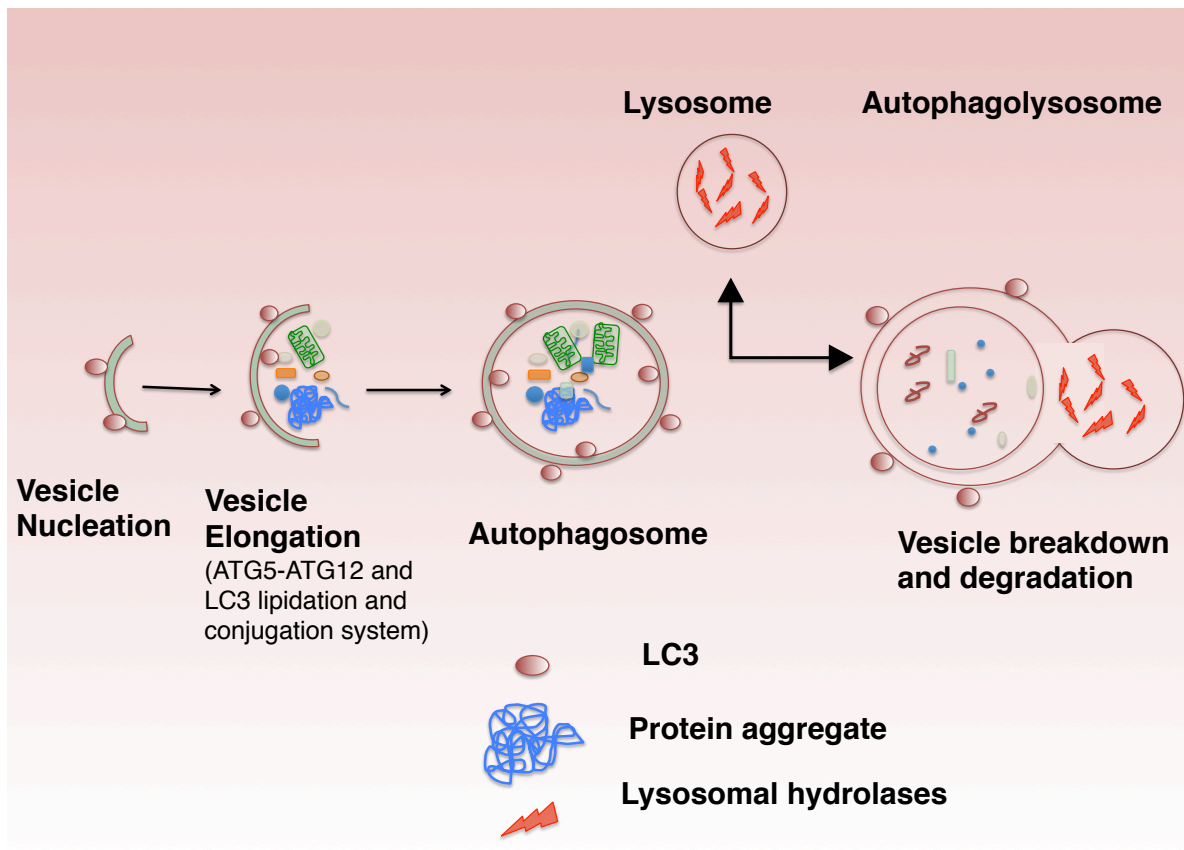 Lysosome
Autophagolysosome
Vesicle
Nucleation
Vesicle
Elongation
(ATG5-ATG12 and
LC3 lipidation and
conjugation system)
Autophagosome
Vesicle breakdown
and degradation
LC3
Protein aggregate
Lysosomal hydrolases